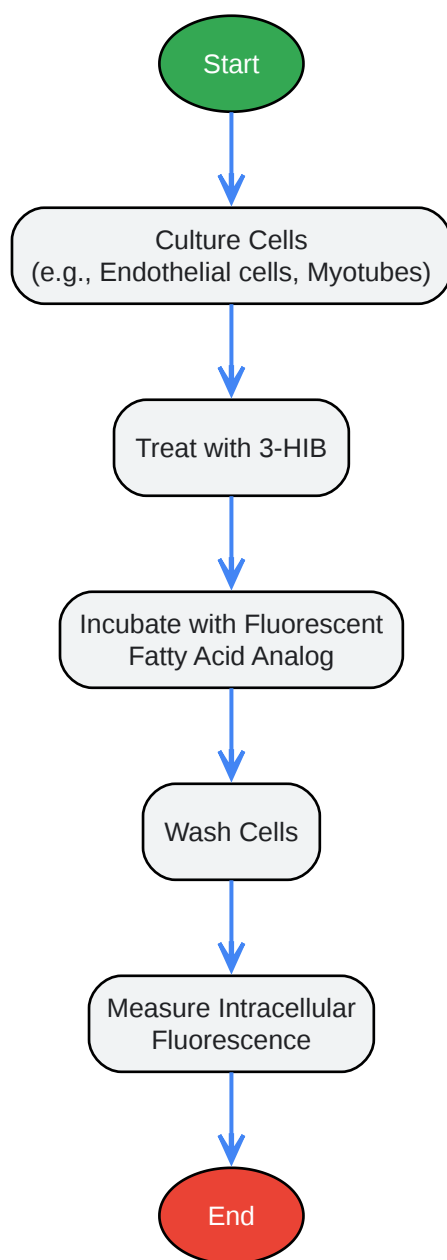 Start
Culture Cells
(e.g., Endothelial cells, Myotubes)
Treat with 3-HIB
Incubate with Fluorescent
Fatty Acid Analog
Wash Cells
Measure Intracellular
Fluorescence
End